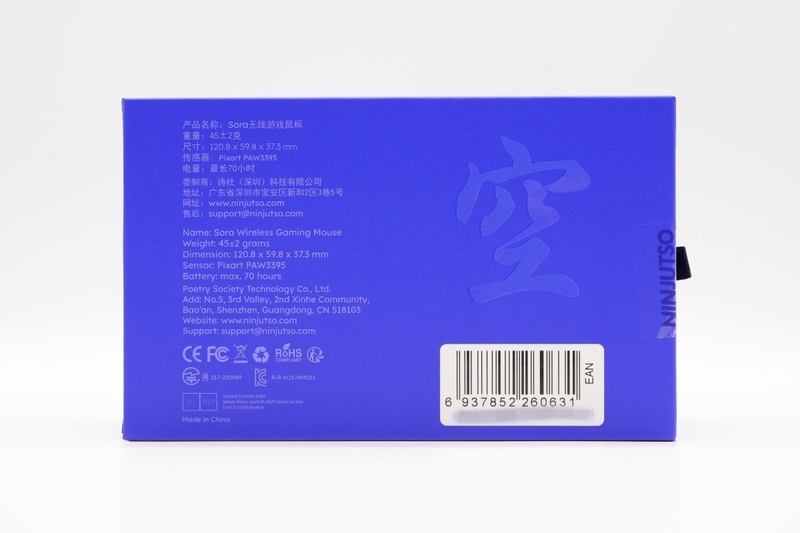 产品名称：Sora无线游戏鼠标
重量：45±2克
尺寸：120.8 x 59.8 x 37.3 mm
传感器：Pixart PAW3395
电量：最长70小时
委制商：诗社（深圳）科技有限公司
地址：广东省深圳市宝安区新和2区3巷5号
网址：www.ninjutso.com
售后：support@ninjutso.com
Name: Sora Wireless Gaming Mouse
Weight: 45±2 grams
Dimension: 120.8 x 59.8 x 37.3 mm
Sensor: Pixart PAW3395
Battery: max. 70 hours
Poetry Society Technology Co., Ltd.
Add: No.5, 3rd Valley, 2nd Xinhe Community,
Bao'an, Shenzhen, Guangdong, CN 518103
Website: www.ninjutso.com
Support: support@ninjutso.com
CE FC RoHS
COMPLIANT
217-220689 R-R-NJ1-NM031
EU REP
Made in China
空
NINJUTSO
EAN
6 937852 260631